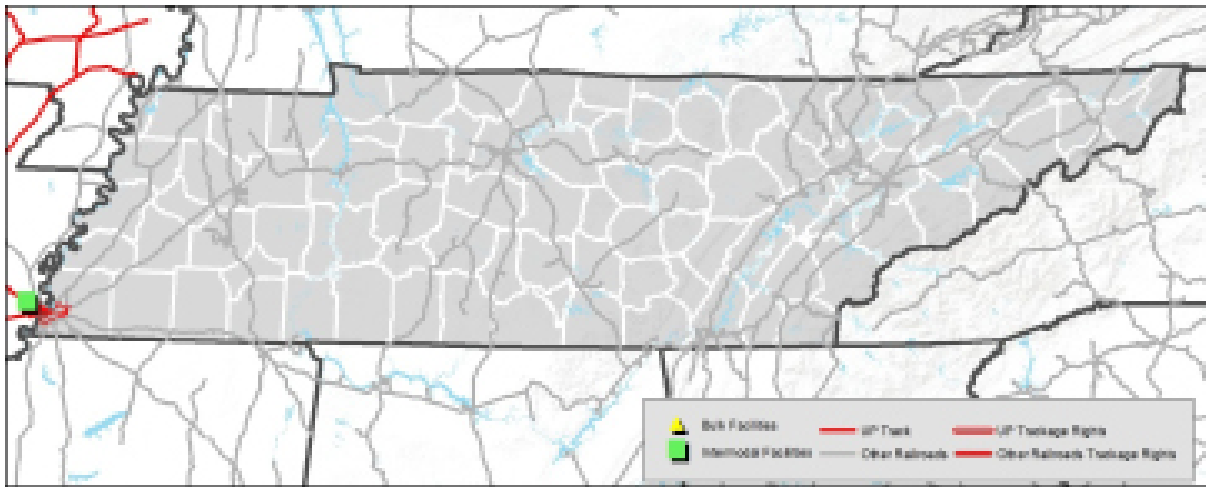 Bulk Facilities
UP Track
UP Trackage Rights
Intermodal Facilities
Other Railroads
Other Railroads Trackage Rights